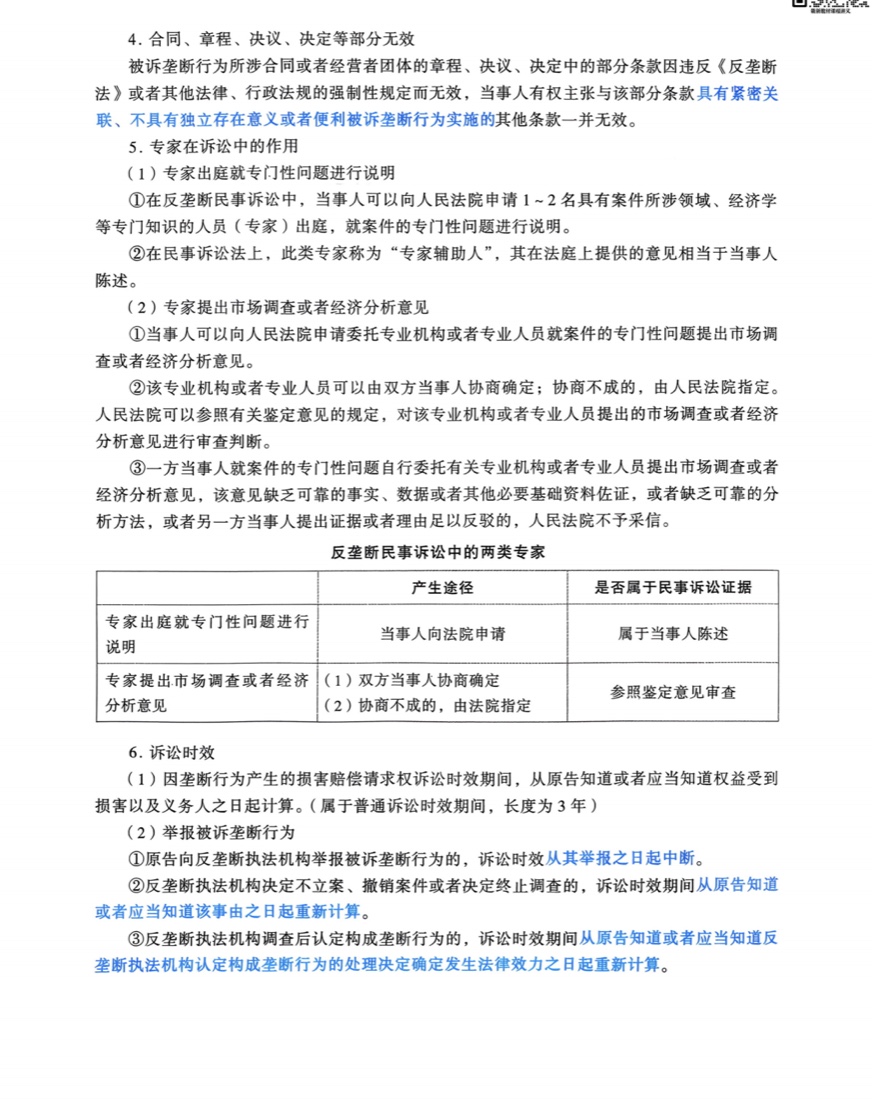 4. 合同、章程、决议、决定等部分无效
被诉垄断行为所涉合同或者经营者团体的章程、决议、决定中的部分条款因违反《反垄断
法》或者其他法律、行政法规的强制性规定而无效，当事人有权主张与该部分条款具有紧密关
联、不具有独立存在意义或者便利被诉垄断行为实施的其他条款一并无效。
5. 专家在诉讼中的作用
（1）专家出庭就专门性问题进行说明
①在反垄断民事诉讼中，当事人可以向人民法院申请 1~2 名具有案件所涉领域、经济学
等专门知识的人员（专家）出庭，就案件的专门性问题进行说明。
②在民事诉讼法上，此类专家称为“专家辅助人”，其在法庭上提供的意见相当于当事人
陈述。
（2）专家提出市场调查或者经济分析意见
①当事人可以向人民法院申请委托专业机构或者专业人员就案件的专门性问题提出市场调
查或者经济分析意见。
②该专业机构或者专业人员可以由双方当事人协商确定；协商不成的，由人民法院指定。
人民法院可以参照有关鉴定意见的规定，对该专业机构或者专业人员提出的市场调查或者经济
分析意见进行审查判断。
③一方当事人就案件的专门性问题自行委托有关专业机构或者专业人员提出市场调查或者
经济分析意见，该意见缺乏可靠的事实、数据或者其他必要基础资料佐证，或者缺乏可靠的分
析方法，或者另一方当事人提出证据或者理由足以反驳的，人民法院不予采信。
反垄断民事诉讼中的两类专家
产生途径 是否属于民事诉讼证据
专家出庭就专门性问题进行
说明
当事人向法院申请
属于当事人陈述
专家提出市场调查或者经济
分析意见
（1）双方当事人协商确定
（2）协商不成的，由法院指定
参照鉴定意见审查
6. 诉讼时效
（1）因垄断行为产生的损害赔偿请求权诉讼时效期间，从原告知道或者应当知道权益受到
损害以及义务人之日起计算。（属于普通诉讼时效期间，长度为 3 年）
（2）举报被诉垄断行为
①原告向反垄断执法机构举报被诉垄断行为的，诉讼时效从其举报之日起中断。
②反垄断执法机构决定不立案、撤销案件或者决定终止调查的，诉讼时效期间从原告知道
或者应当知道该事由之日起重新计算。
③反垄断执法机构调查后认定构成垄断行为的，诉讼时效期间从原告知道或者应当知道反
垄断执法机构认定构成垄断行为的处理决定确定发生法律效力之日起重新计算。